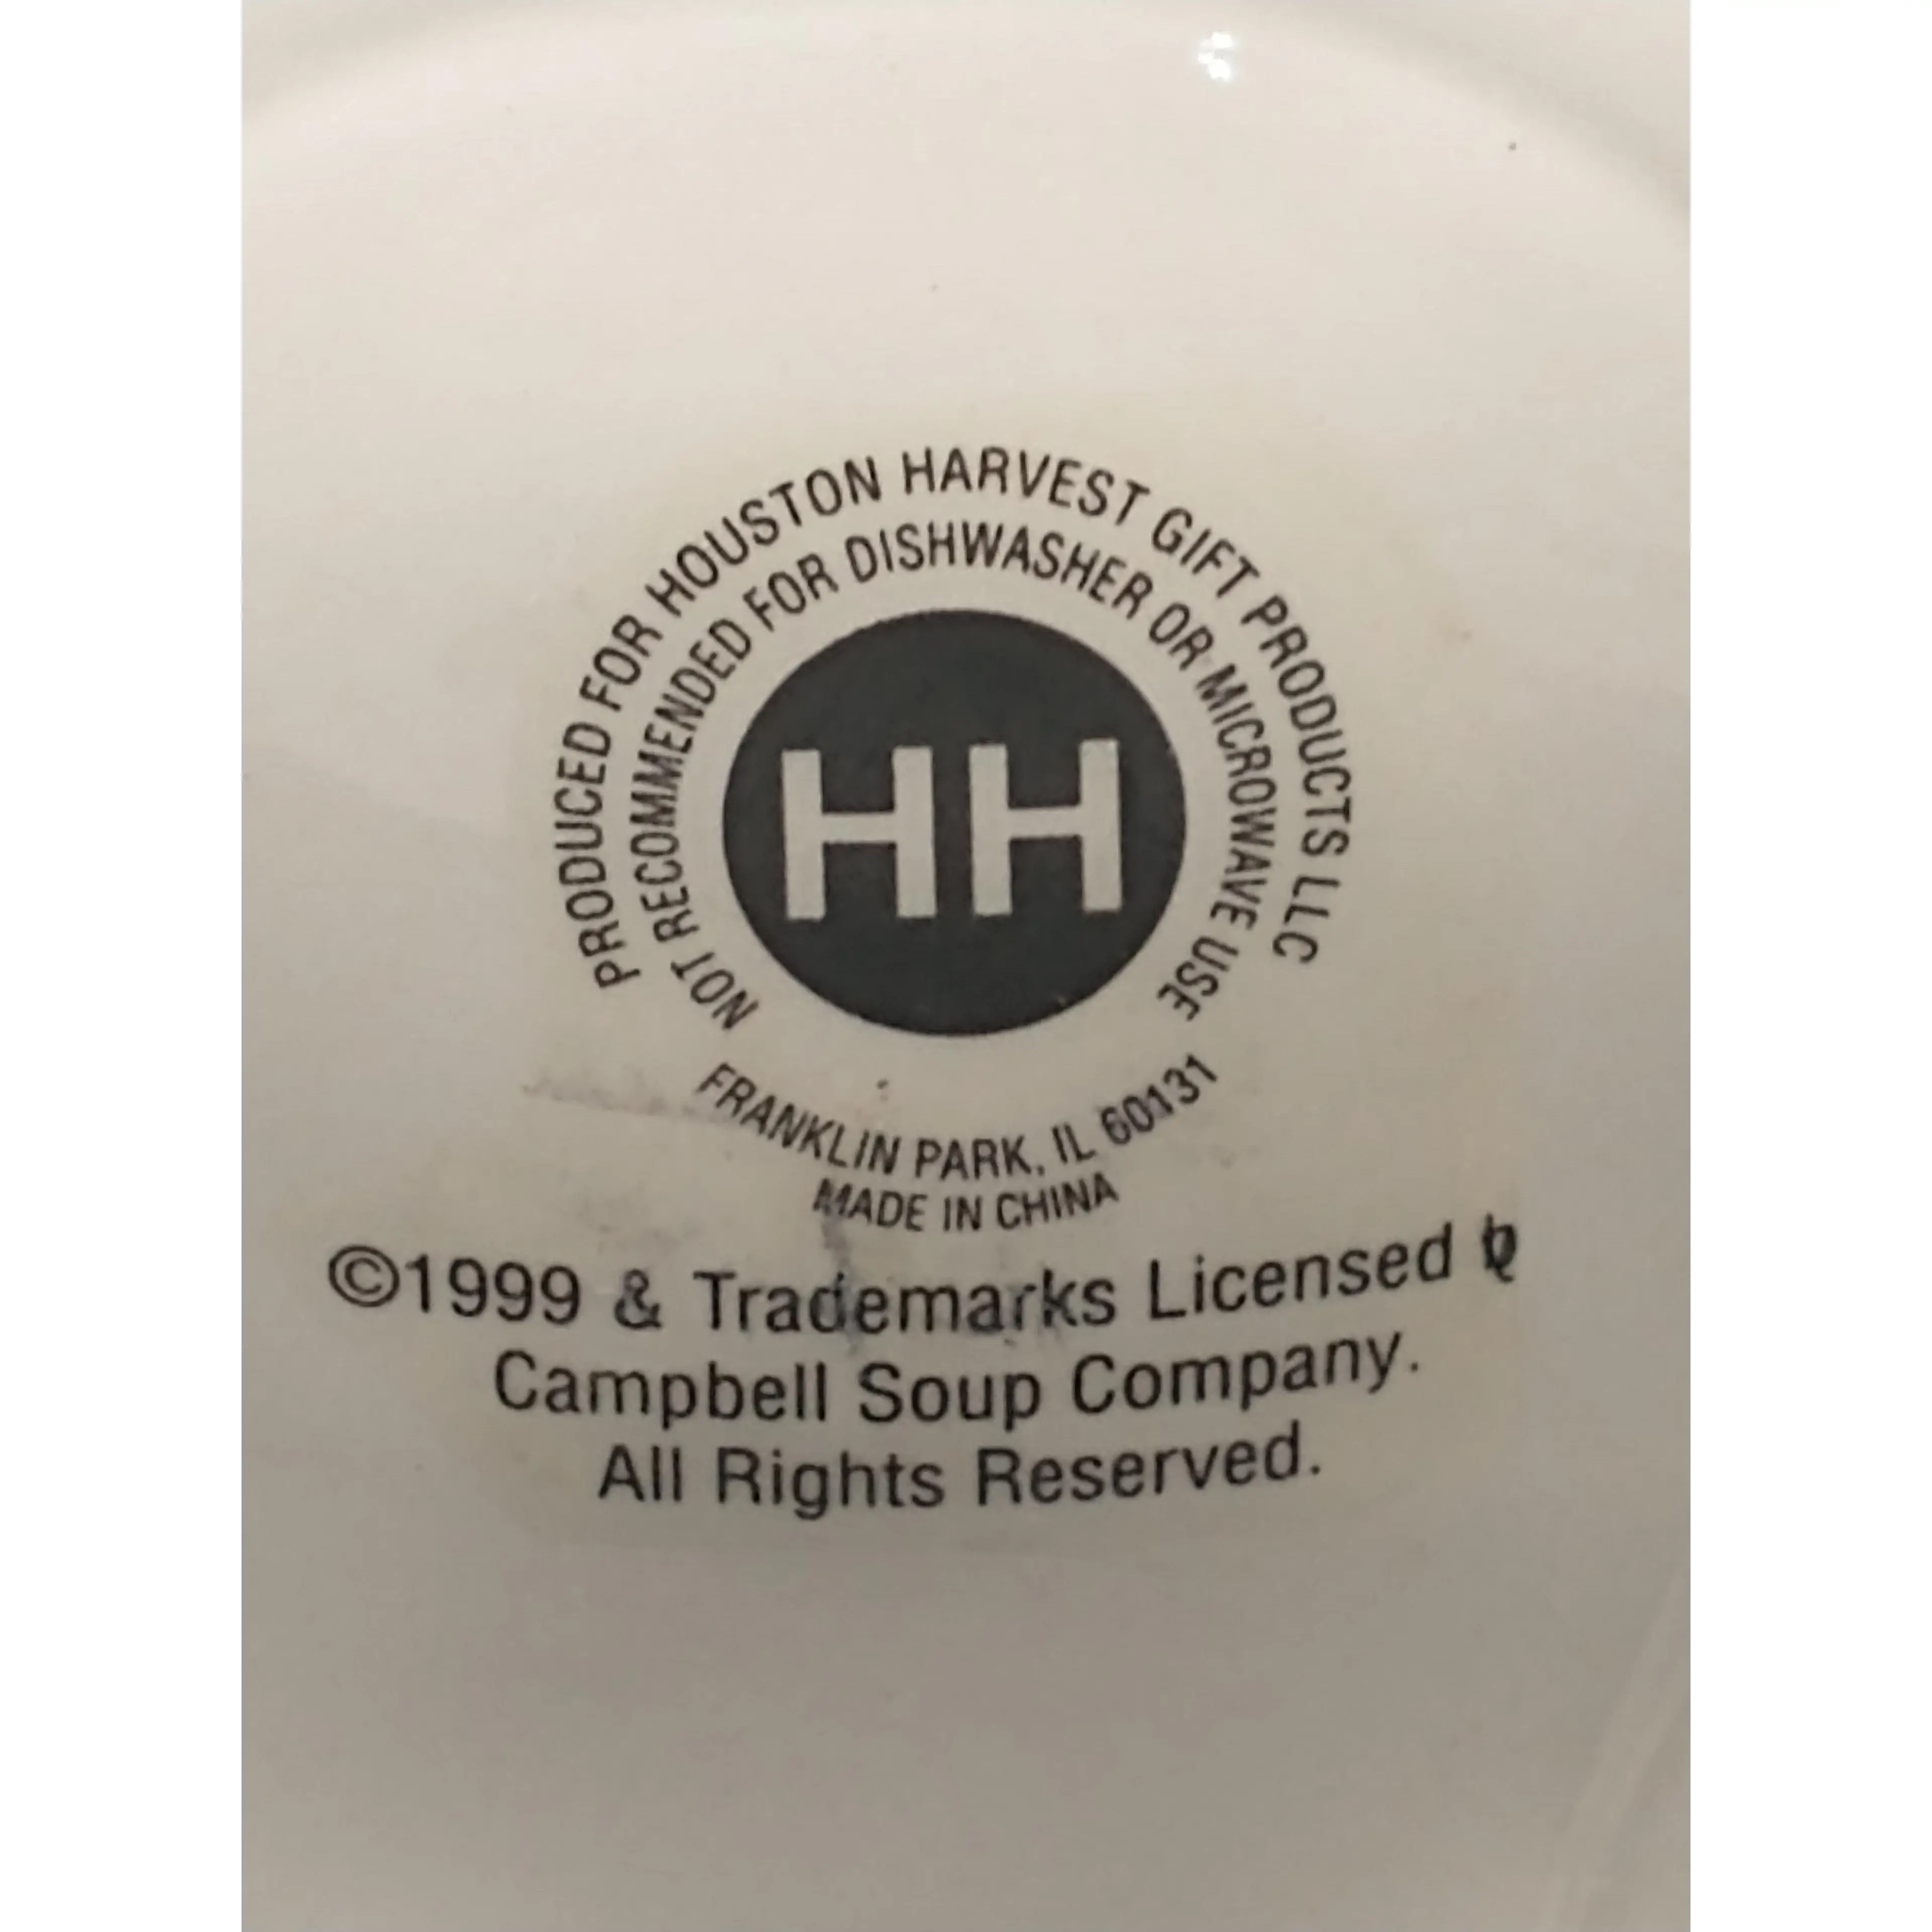 PRODUCED FOR HOUSTON HARVEST GIFT PRODUCTS LLC
NOT RECOMMENDED FOR DISHWASHER OR MICROWAVE USE
HH
FRANKLIN PARK, IL 60131
MADE IN CHINA
©1999 & Trademarks Licensed
Campbell Soup Company.
All Rights Reserved.